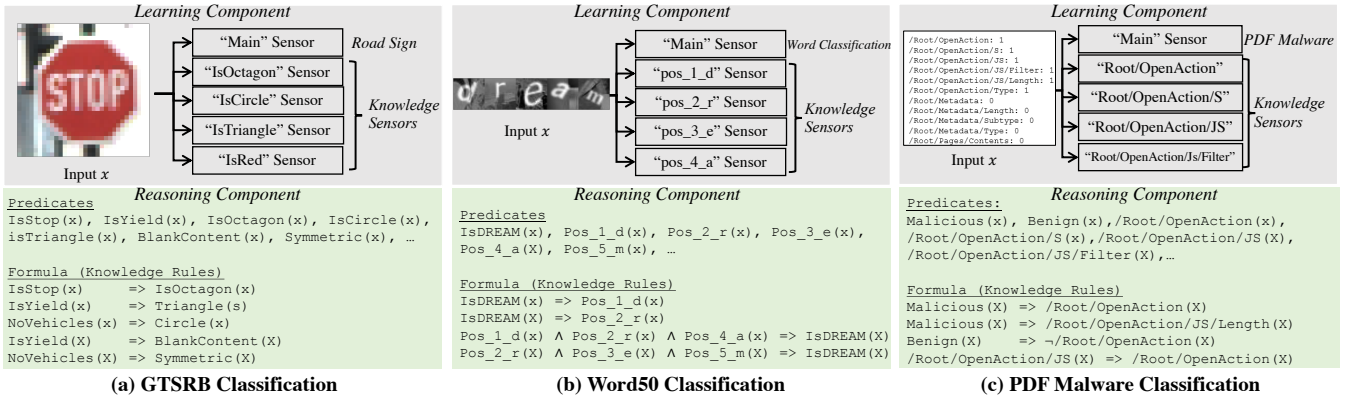 Learning Component
STOP
Input x
"Main" Sensor
"IsOctagon" Sensor
"IsCircle" Sensor
"IsTriangle" Sensor
"IsRed" Sensor
Road Sign
Knowledge
Sensors
Reasoning Component
Predicates
IsStop(x), IsYield(x), IsOctagon(x), IsCircle(x),
isTriangle(x), BlankContent(x), Symmetric(x), …
Formula (Knowledge Rules)
IsStop(x) => IsOctagon(x)
IsYield(x) => Triangle(s)
NoVehicles(x) => Circle(x)
IsYield(x) => BlankContent(X)
NoVehicles(X) => Symmetric(X)
(a) GTSRB Classification
Learning Component
d r e a m
Input x
"Main" Sensor
"pos_1_d" Sensor
"pos_2_r" Sensor
"pos_3_e" Sensor
"pos_4_a" Sensor
Word Classification
Knowledge
Sensors
Reasoning Component
Predicates
IsDREAM(x), Pos_1_d(x), Pos_2_r(x), Pos_3_e(x),
Pos_4_a(X), Pos_5_m(X), …
Formula (Knowledge Rules)
IsDREAM(x) => Pos_1_d(x)
IsDREAM(X) => Pos_2_r(x)
Pos_1_d(x) ∧ Pos_2_r(x) ∧ Pos_4_a(x) => IsDREAM(X)
Pos_2_r(X) ∧ Pos_3_e(X) ∧ Pos_5_m(X) => IsDREAM(X)
(b) Word50 Classification
Learning Component
/Root/OpenAction: 1
/Root/OpenAction/S: 1
/Root/OpenAction/JS: 1
/Root/OpenAction/JS/Filter: 1
/Root/OpenAction/JS/Length: 1
/Root/OpenAction/Type: 1
/Root/Metadata: 0
/Root/Metadata/Length: 0
/Root/Metadata/Subtype: 0
/Root/Metadata/Type: 0
/Root/Pages/Contents: 0
Input x
"Main" Sensor
"Root/OpenAction"
"Root/OpenAction/S"
"Root/OpenAction/JS"
"Root/OpenAction/Js/Filter"
PDF Malware
Knowledge
Sensors
Reasoning Component
Predicates:
Malicious(x), Benign(x),/Root/OpenAction(x),
/Root/OpenAction/S(x),/Root/OpenAction/JS(X),
/Root/OpenAction/JS/Filter(X),…
Formula (Knowledge Rules)
Malicious(X) => /Root/OpenAction(X)
Malicious(X) => /Root/OpenAction/JS/Length(X)
Benign(X) => ¬/Root/OpenAction(X)
/Root/OpenAction/JS(X) => /Root/OpenAction(X)
(c) PDF Malware Classification